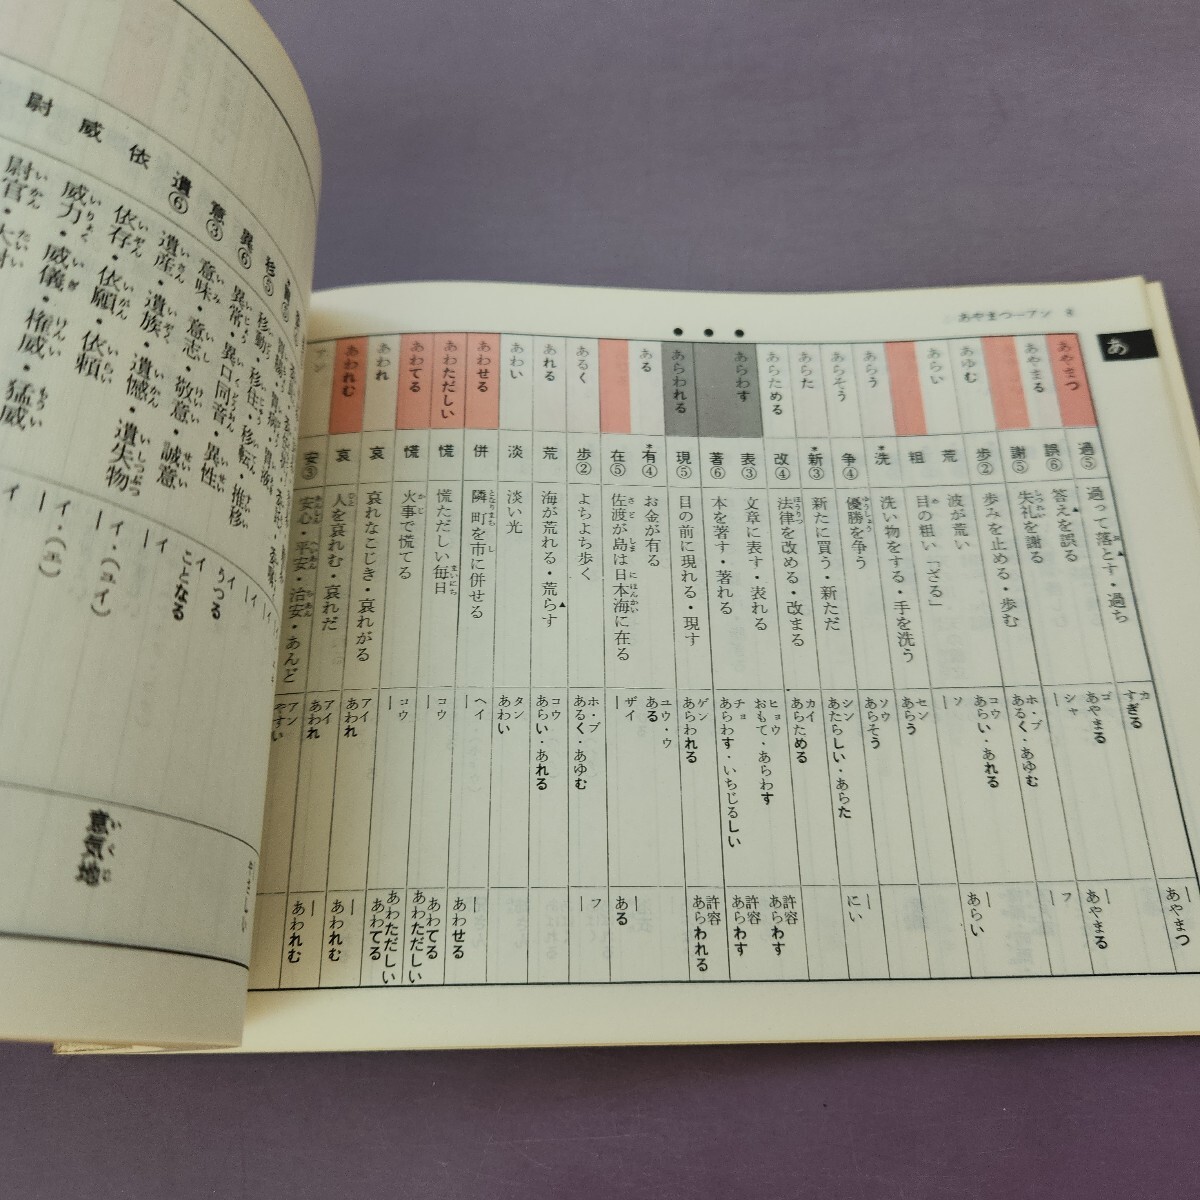 あやまつ―アン
あ
あやまつ
あやまる
あゆむ
あらい
あらう
あらそう
あらた
あらためる
あらわす
あらわれる
ある
あるく
あれる
あわい
あわせる
あわただしい
あわてる
あわれ
あわれむ
アン
過⑤
誤⑥
謝⑤
歩②
荒
粗
*洗
争④
*新③
改④
表③
著⑥
現⑤
*有④
在⑤
歩②
荒
淡
併
慌
慌
哀
哀
安③
過って落とす・過ち
答えを誤る
失礼を謝る
歩みを止める・歩む
波が荒い
目の粗い「ざる」
洗い物をする・手を洗う
優勝を争う
新たに買う・新ただ
法律を改める・改まる
文章に表す・表れる
本を著す・著れる
目の前に現れる・現す
お金が有る
佐渡が島は日本海に在る
よちよち歩く
海が荒れる・荒らす
淡い光
隣町を市に併せる
慌ただしい毎日
火事で慌てる
哀れなこじき・哀れがる
人を哀れむ・哀れだ
安心・平安・治安・あんど
カ すぎる
ゴ あやまる
シャ ―
ホ・ブ あるく・あゆむ
コウ あらい・あれる
ソ ―
セン あらう
ソウ あらそう
シン あたらしい・あらた
カイ あらためる
ヒョウ おもて・あらわす
チョ あらわす・いちじるしい
ゲン あらわれる
ユウ・ウ ある
ザイ ―
ホ・ブ あるく・あゆむ
コウ あらい・あれる
タン あわい
ヘイ ―
コウ ―
コウ ―
アイ あわれ
アイ あわれ
アン やすい
― あやまつ
― あやまる
フ ―
― あらい
― にい
許容 あらわす
許容 あらわす
許容 あらわれる
― ある
フ ―
― あわせる
あわてる あわただしい
あわただしい あわてる
― あわれむ
― あわれむ
異⑥
意③
遺⑥
依
威
尉
異常・異口同音・異性
意味・意志・敬意・誠意
遺産・遺族・遺憾・遺失物
依存・依願・依頼
威力・威儀・権威・猛威
尉官・大尉
イ うつる
イ ことなる
イ ―
イ・(ユイ) ―
イ・(エ) ―
イ
意気地